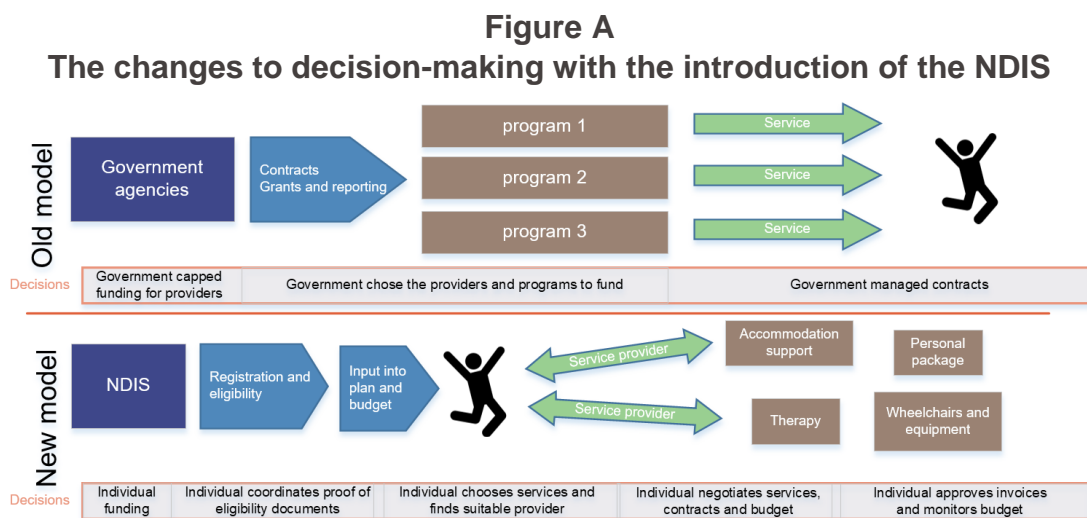 Figure A
The changes to decision-making with the introduction of the NDIS
Old model
Government
agencies
Contracts
Grants and reporting
program 1
program 2
program 3
Service
Service
Service
Decisions
Government capped
funding for providers
Government chose the providers and programs to fund
Government managed contracts
New model
NDIS
Registration and
eligibility
Input into
plan and
budget
Service provider
Service provider
Accommodation
support
Personal
package
Therapy
Wheelchairs and
equipment
Decisions
Individual
funding
Individual coordinates proof of
eligibility documents
Individual chooses services and
finds suitable provider
Individual negotiates services,
contracts and budget
Individual approves invoices
and monitors budget